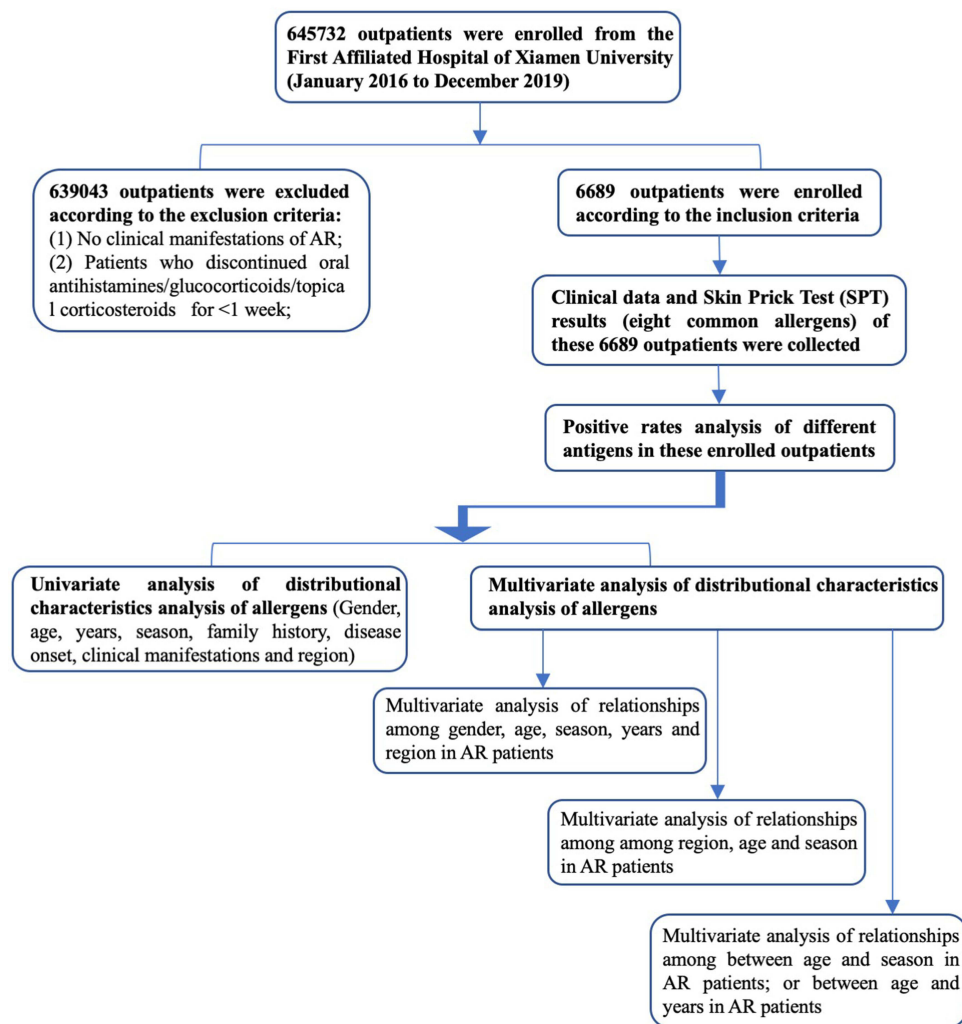 645732 outpatients were enrolled from the
First Affiliated Hospital of Xiamen University
(January 2016 to December 2019)
639043 outpatients were excluded
according to the exclusion criteria:
(1) No clinical manifestations of AR;
(2) Patients who discontinued oral
antihistamines/glucocorticoids/topica
l corticosteroids for <1 week;
6689 outpatients were enrolled
according to the inclusion criteria
Clinical data and Skin Prick Test (SPT)
results (eight common allergens) of
these 6689 outpatients were collected
Positive rates analysis of different
antigens in these enrolled outpatients
Univariate analysis of distributional
characteristics analysis of allergens (Gender,
age, years, season, family history, disease
onset, clinical manifestations and region)
Multivariate analysis of distributional characteristics
analysis of allergens
Multivariate analysis of relationships
among gender, age, season, years and
region in AR patients
Multivariate analysis of relationships
among among region, age and season
in AR patients
Multivariate analysis of relationships
among between age and season in
AR patients; or between age and
years in AR patients